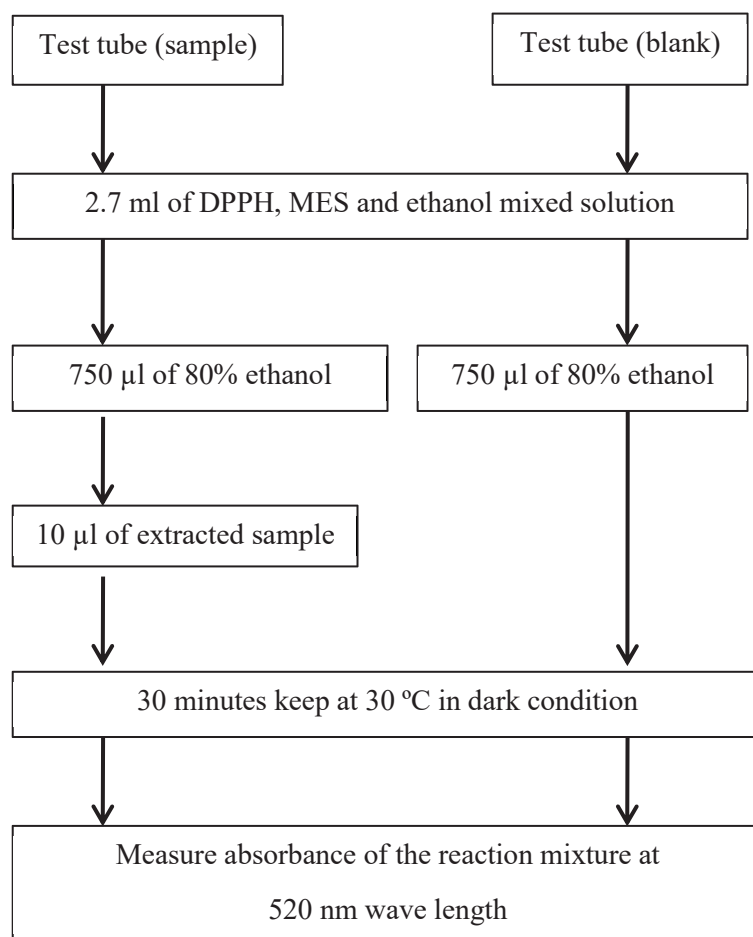 Test tube (sample)
Test tube (blank)
2.7 ml of DPPH, MES and ethanol mixed solution
750 µl of 80% ethanol
750 µl of 80% ethanol
10 µl of extracted sample
30 minutes keep at 30 ºC in dark condition
Measure absorbance of the reaction mixture at
520 nm wave length